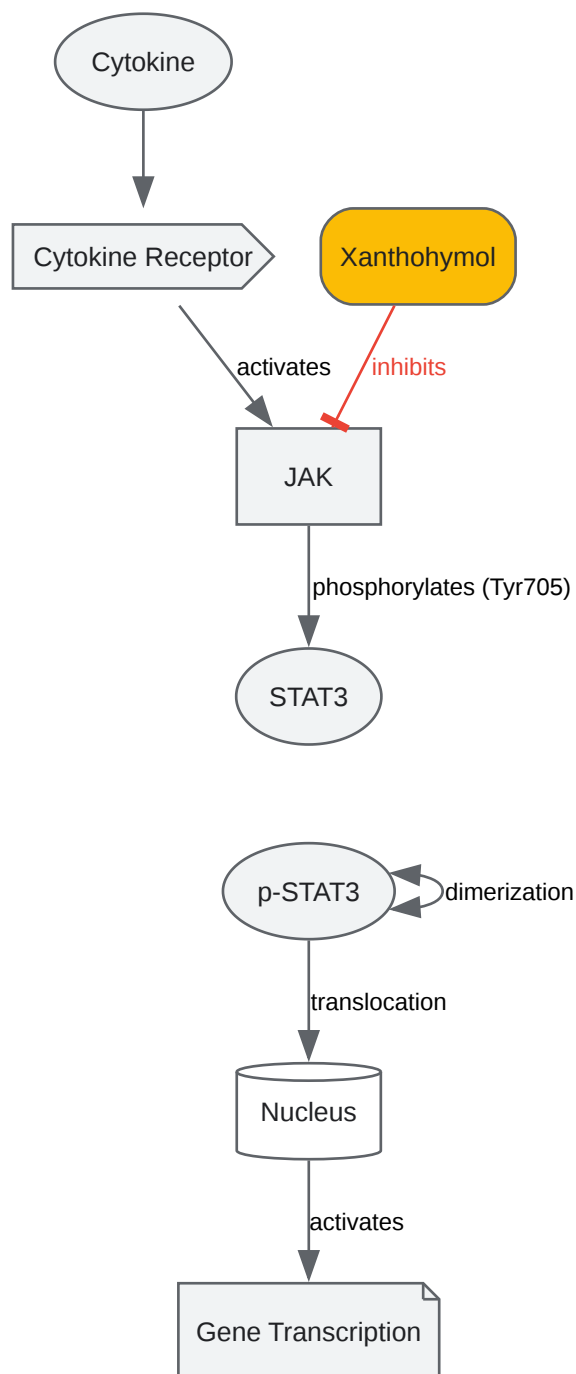 Cytokine
Cytokine Receptor
Xanthohymol
activates
inhibits
JAK
phosphorylates (Tyr705)
STAT3
p-STAT3
dimerization
translocation
Nucleus
activates
Gene Transcription